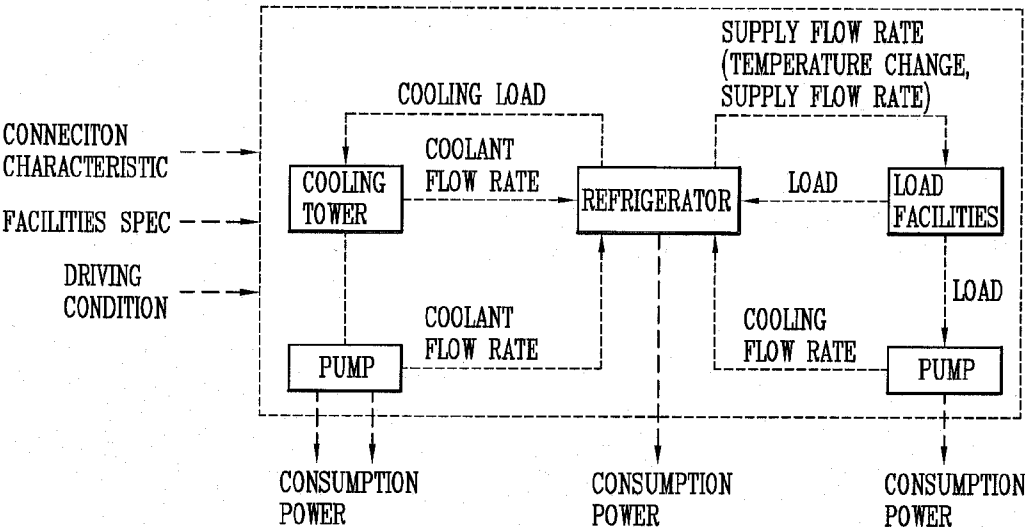 SUPPLY FLOW RATE
(TEMPERATURE CHANGE,
SUPPLY FLOW RATE)
COOLING LOAD
CONNECITON
CHARACTERISTIC
COOLANT
FLOW RATE
COOLING
TOWER
REFRIGERATOR
LOAD
LOAD
FACILITIES
FACILITIES SPEC
DRIVING
CONDITION
LOAD
COOLANT
FLOW RATE
COOLING
FLOW RATE
PUMP
PUMP
CONSUMPTION
POWER
CONSUMPTION
POWER
CONSUMPTION
POWER